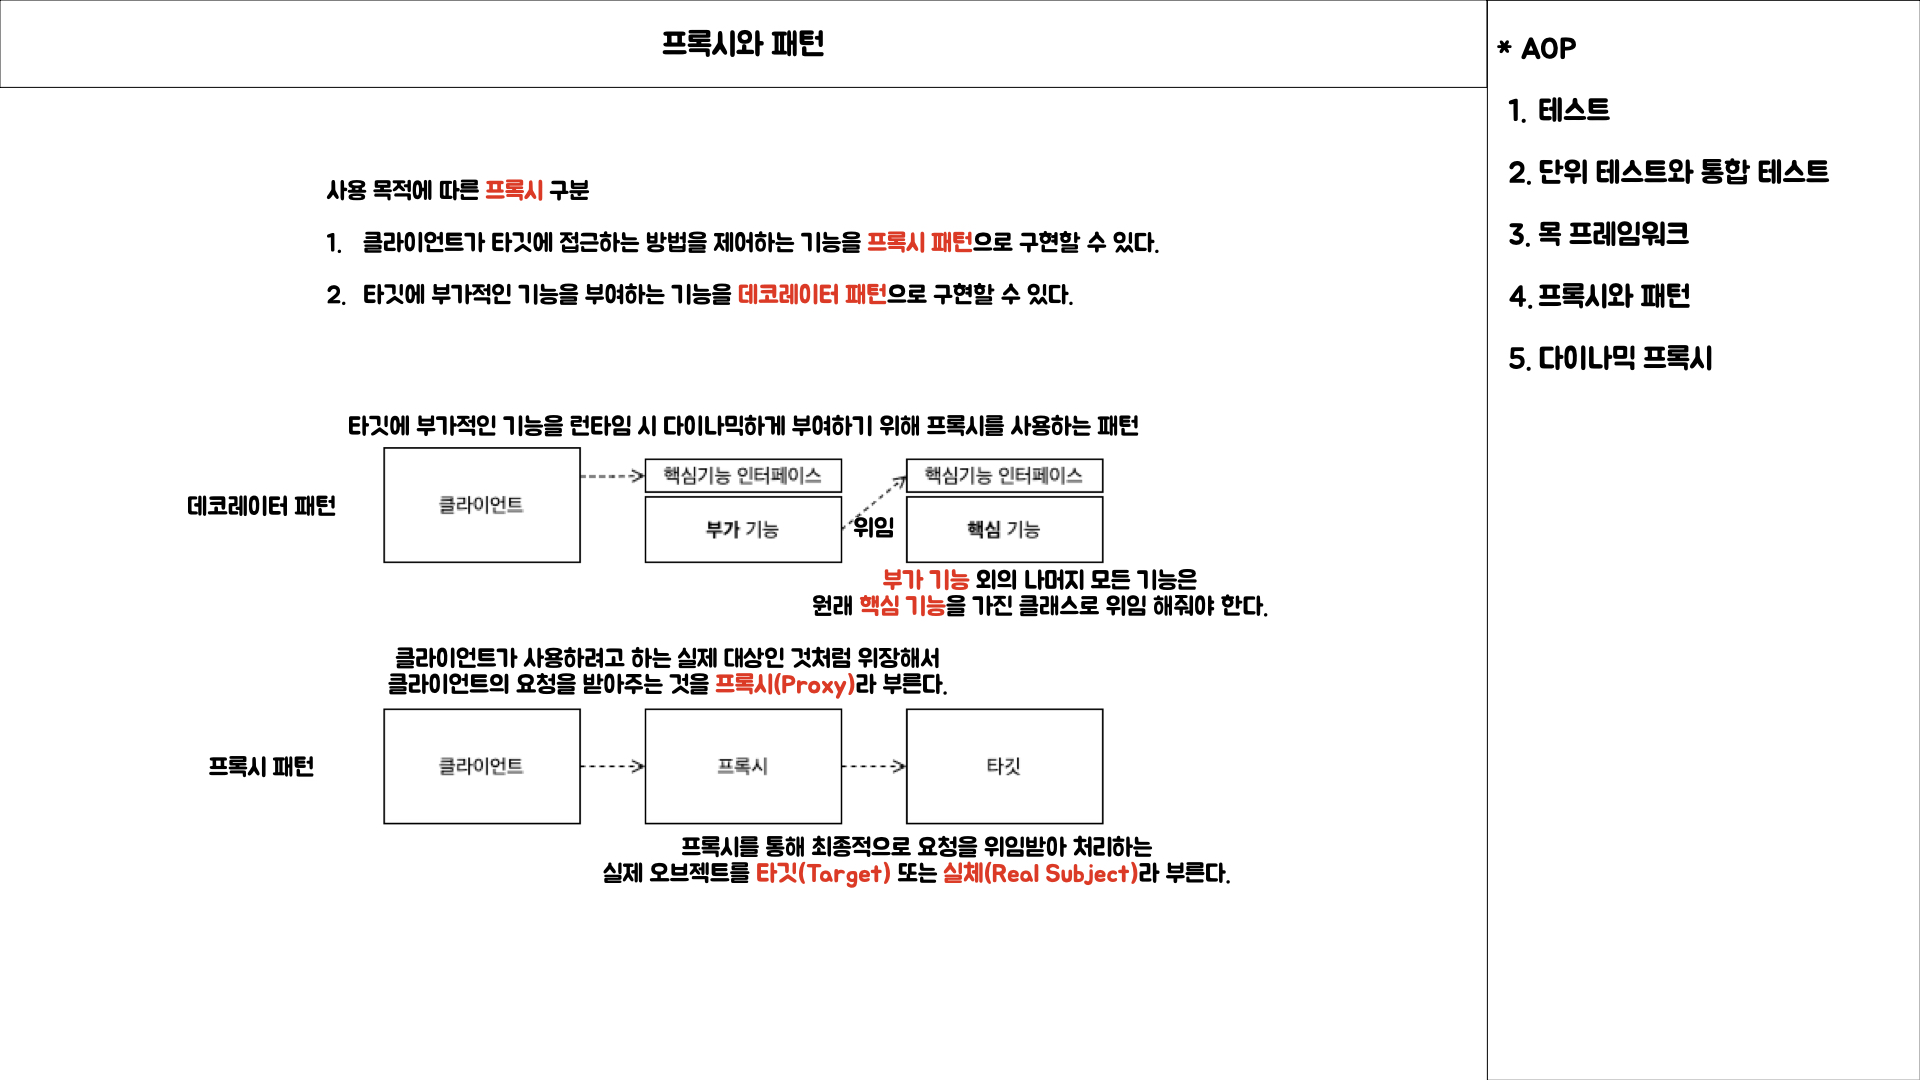 프록시와 패턴
사용 목적에 따른 프록시 구분
1. 클라이언트가 타깃에 접근하는 방법을 제어하는 기능을 프록시 패턴으로 구현할 수 있다.
2. 타깃에 부가적인 기능을 부여하는 기능을 데코레이터 패턴으로 구현할 수 있다.
타깃에 부가적인 기능을 런타임 시 다이나믹하게 부여하기 위해 프록시를 사용하는 패턴
데코레이터 패턴
클라이언트
핵심기능 인터페이스
부가 기능
위임
핵심기능 인터페이스
핵심 기능
부가 기능 외의 나머지 모든 기능은
원래 핵심 기능을 가진 클래스로 위임 해줘야 한다.
클라이언트가 사용하려고 하는 실제 대상인 것처럼 위장해서
클라이언트의 요청을 받아주는 것을 프록시(Proxy)라 부른다.
프록시 패턴
클라이언트
프록시
타깃
프록시를 통해 최종적으로 요청을 위임받아 처리하는
실제 오브젝트를 타깃(Target) 또는 실체(Real Subject)라 부른다.
* AOP
1. 테스트
2. 단위 테스트와 통합 테스트
3. 목 프레임워크
4. 프록시와 패턴
5. 다이나믹 프록시